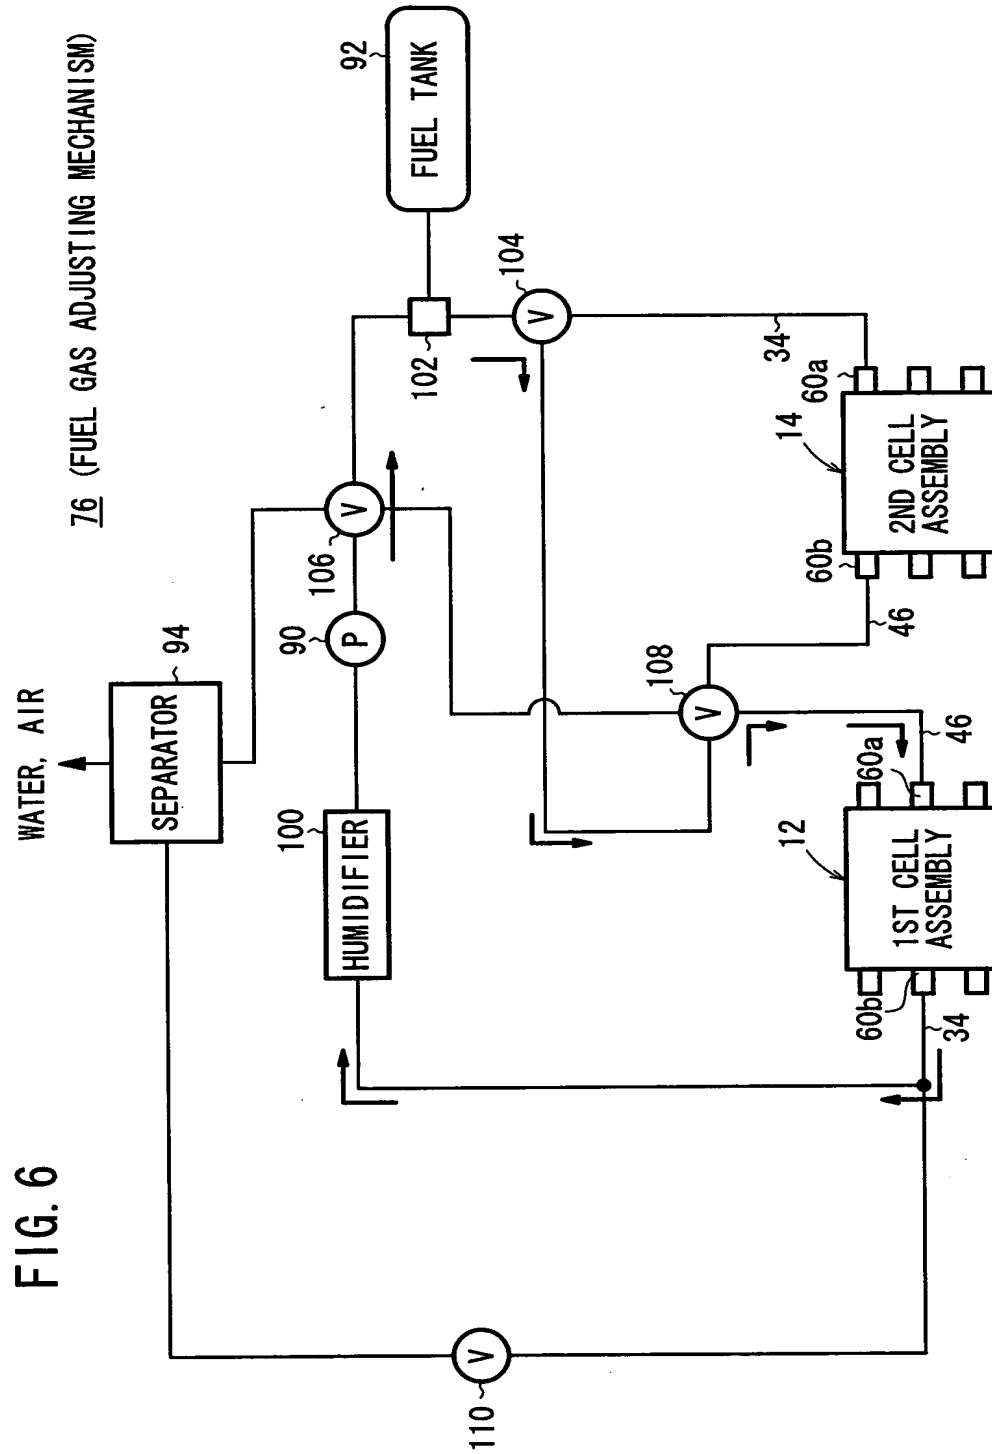 FIG. 6
76 (FUEL GAS ADJUSTING MECHANISM)
WATER, AIR
SEPARATOR
94
HUMIDIFIER
100
P
90
V
106
FUEL TANK
92
102
V
104
V
108
V
110
34
60a
14
2ND CELL
ASSEMBLY
60b
46
46
60a
12
1ST CELL
ASSEMBLY
60b
34